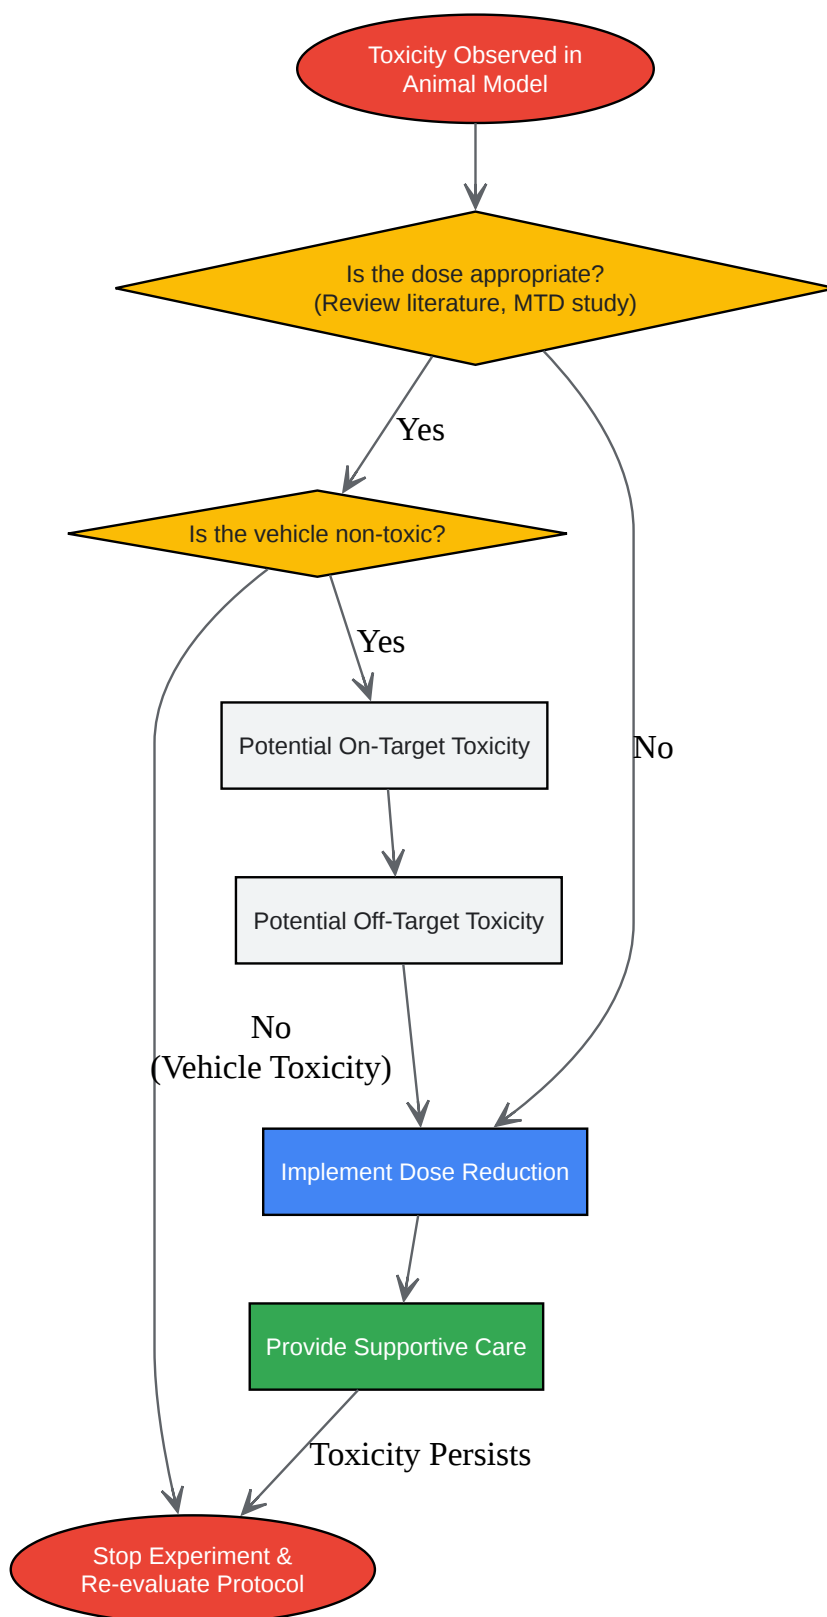 Toxicity Observed in
Animal Model
Is the dose appropriate?
(Review literature, MTD study)
Yes
Is the vehicle non-toxic?
Yes
Potential On-Target Toxicity
No
Potential Off-Target Toxicity
No
(Vehicle Toxicity)
Implement Dose Reduction
Provide Supportive Care
Toxicity Persists
Stop Experiment &
Re-evaluate Protocol